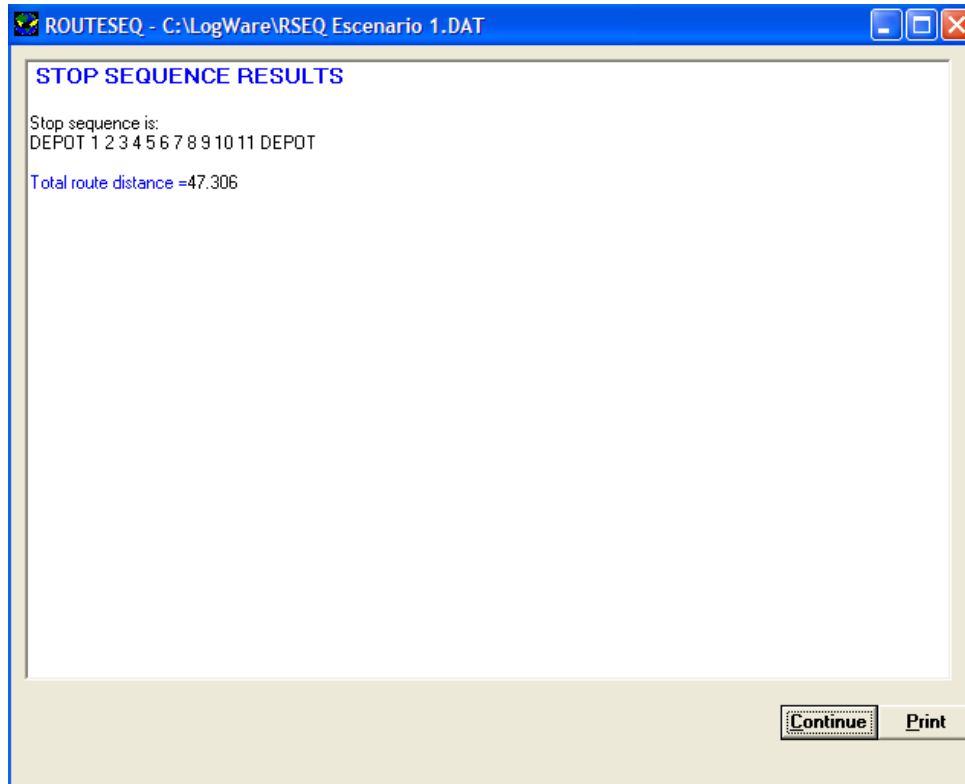 ROUTESEQ - C:\LogWare\RSEQ Escenario 1.DAT
STOP SEQUENCE RESULTS
Stop sequence is:
DEPOT 1 2 3 4 5 6 7 8 9 10 11 DEPOT
Total route distance =47.306
Continue Print